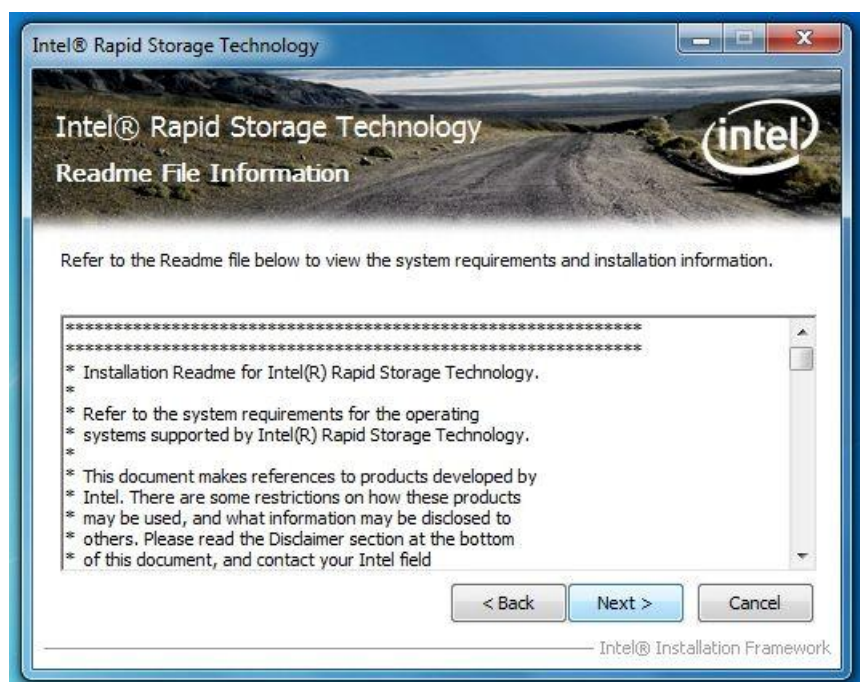 Intel® Rapid Storage Technology
Intel® Rapid Storage Technology
intel
Readme File Information
Refer to the Readme file below to view the system requirements and installation information.
************************************************************
************************************************************
* Installation Readme for Intel(R) Rapid Storage Technology.
*
* Refer to the system requirements for the operating
* systems supported by Intel(R) Rapid Storage Technology.
*
* This document makes references to products developed by
* Intel. There are some restrictions on how these products
* may be used, and what information may be disclosed to
* others. Please read the Disclaimer section at the bottom
* of this document, and contact your Intel field
< Back Next > Cancel
Intel® Installation Framework